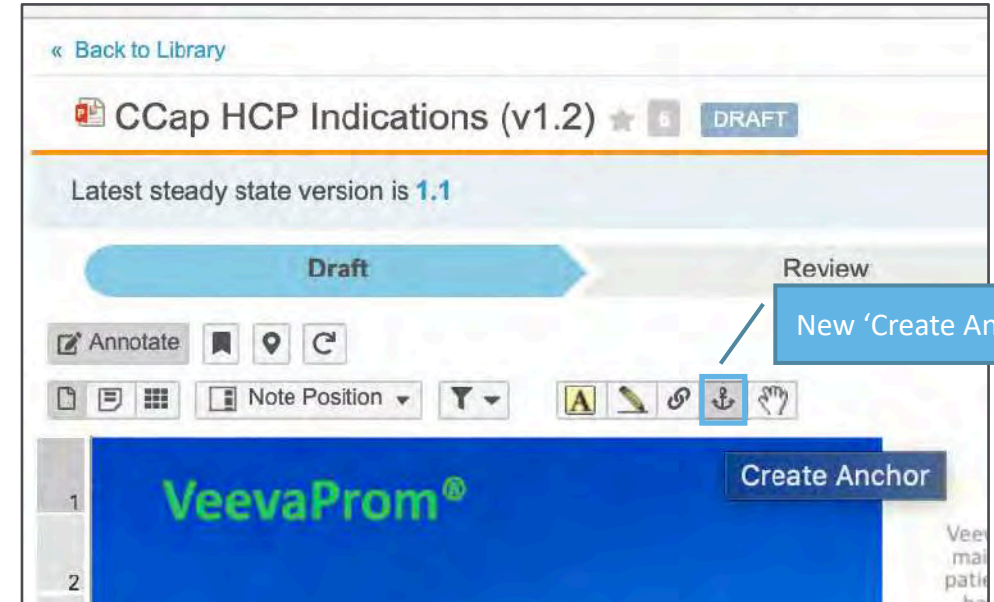 « Back to Library
CCap HCP Indications (v1.2) 6 DRAFT
Latest steady state version is 1.1
Draft Review
New ‘Create An
Annotate
Note Position
A
Create Anchor
1 VeevaProm®
2